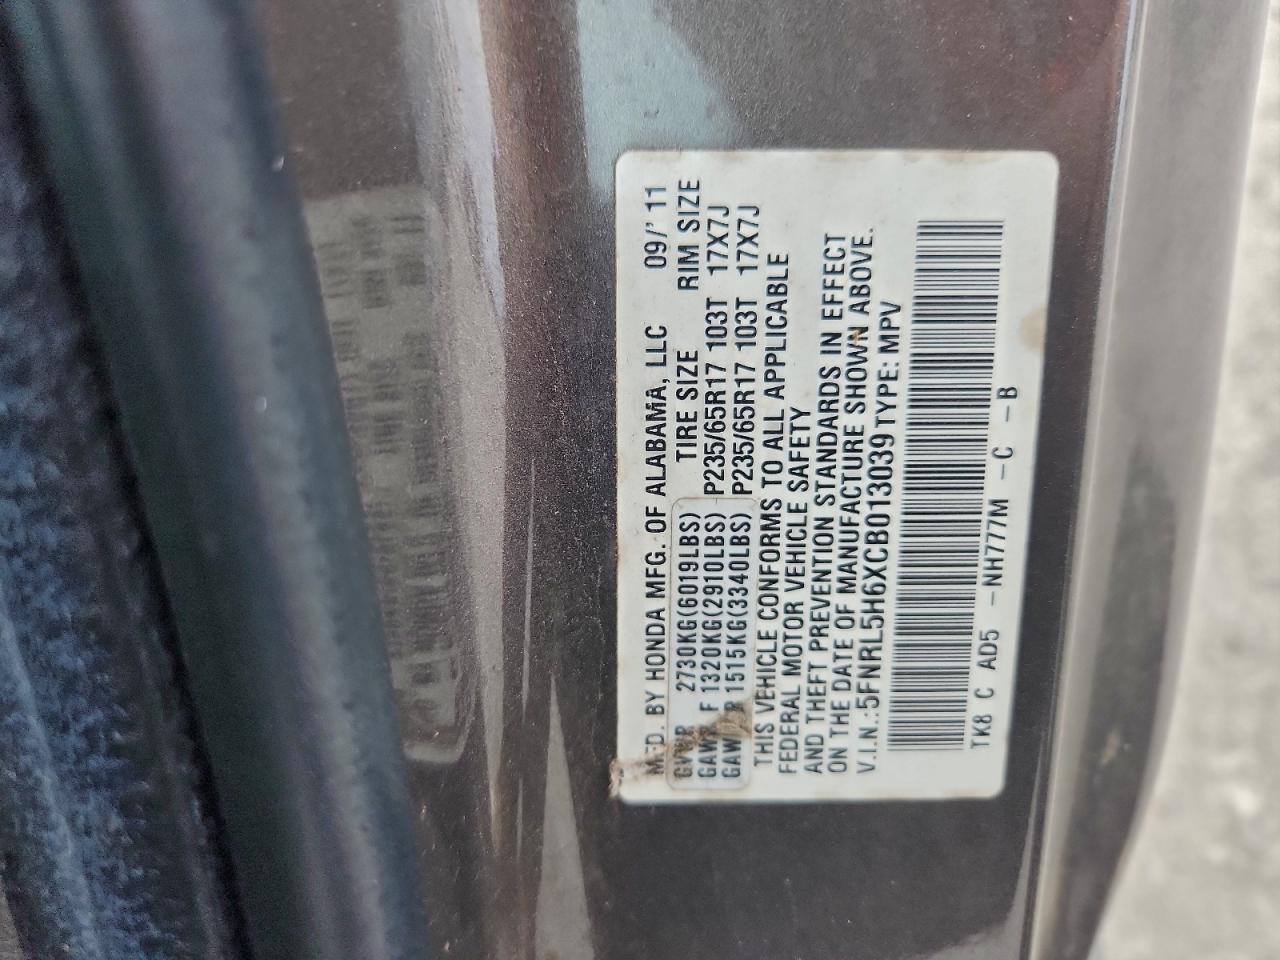 MFD. BY HONDA MFG. OF ALABAMA, LLC 09/'11
GVWR 2730KG(6019LBS) TIRE SIZE RIM SIZE
GAWR F 1320KG(2910LBS) P235/65R17 103T 17X7J
GAWR R 1515KG(3340LBS) P235/65R17 103T 17X7J
THIS VEHICLE CONFORMS TO ALL APPLICABLE
FEDERAL MOTOR VEHICLE SAFETY
AND THEFT PREVENTION STANDARDS IN EFFECT
ON THE DATE OF MANUFACTURE SHOWN ABOVE.
V.I.N.:5FNRL5H6XCB013039 TYPE: MPV
TK8 C AD5 -NH777M -C -B